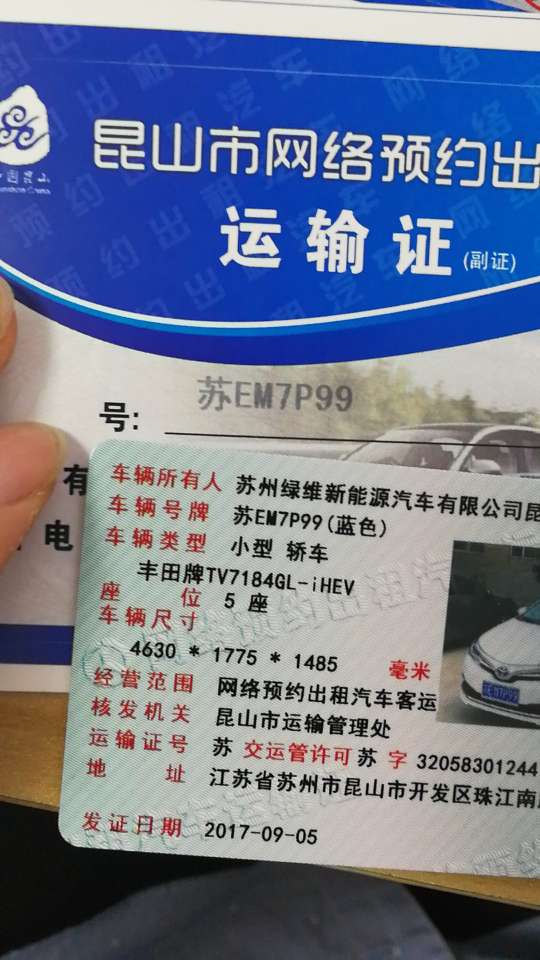 昆山市网络预约出
运输证(副证)
苏EM7P99
号:
有
电
车辆所有人 苏州绿维新能源汽车有限公司昆
车辆号牌 苏EM7P99(蓝色)
车辆类型 小型 轿车
丰田牌TV7184GL-iHEV
座位 5 座
车辆尺寸
4630 * 1775 * 1485 毫米
经营范围 网络预约出租汽车客运
核发机关 昆山市运输管理处
运输证号 苏 交运管许可 苏 字 32058301244
地址 江苏省苏州市昆山市开发区珠江南
发证日期 2017-09-05